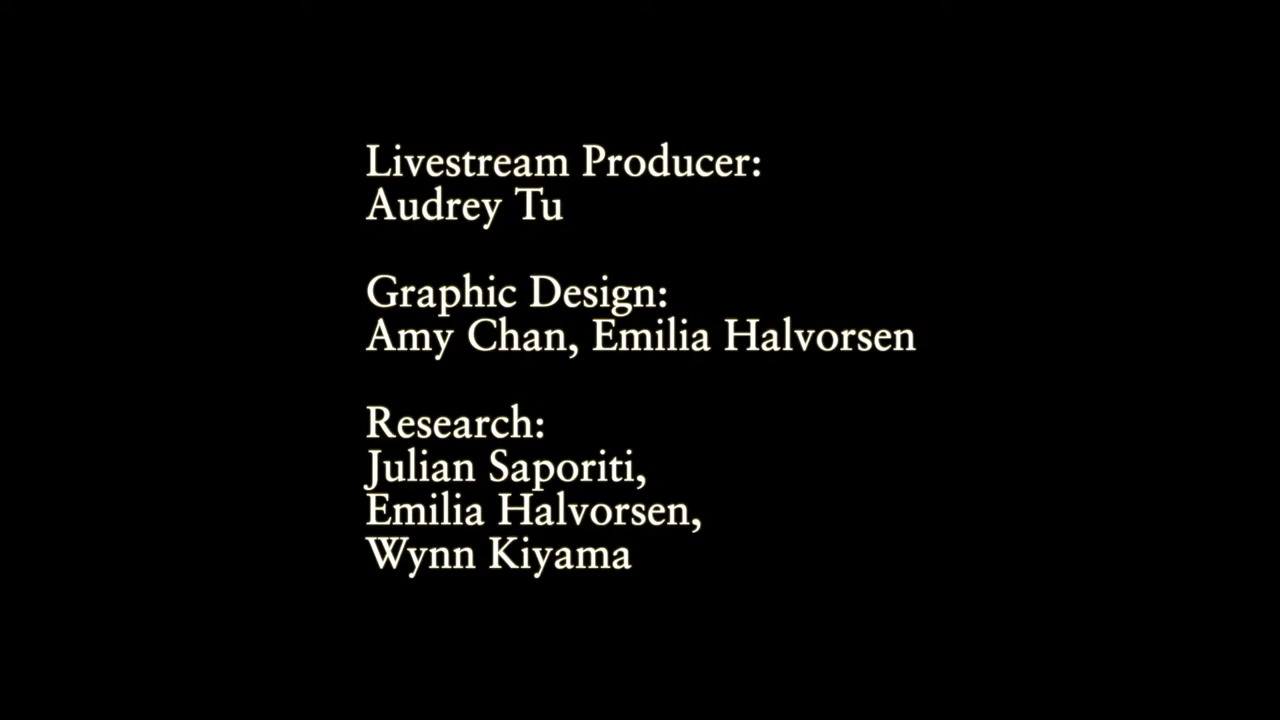 Livestream Producer:
Audrey Tu
Graphic Design:
Amy Chan, Emilia Halvorsen
Research:
Julian Saporiti,
Emilia Halvorsen,
Wynn Kiyama